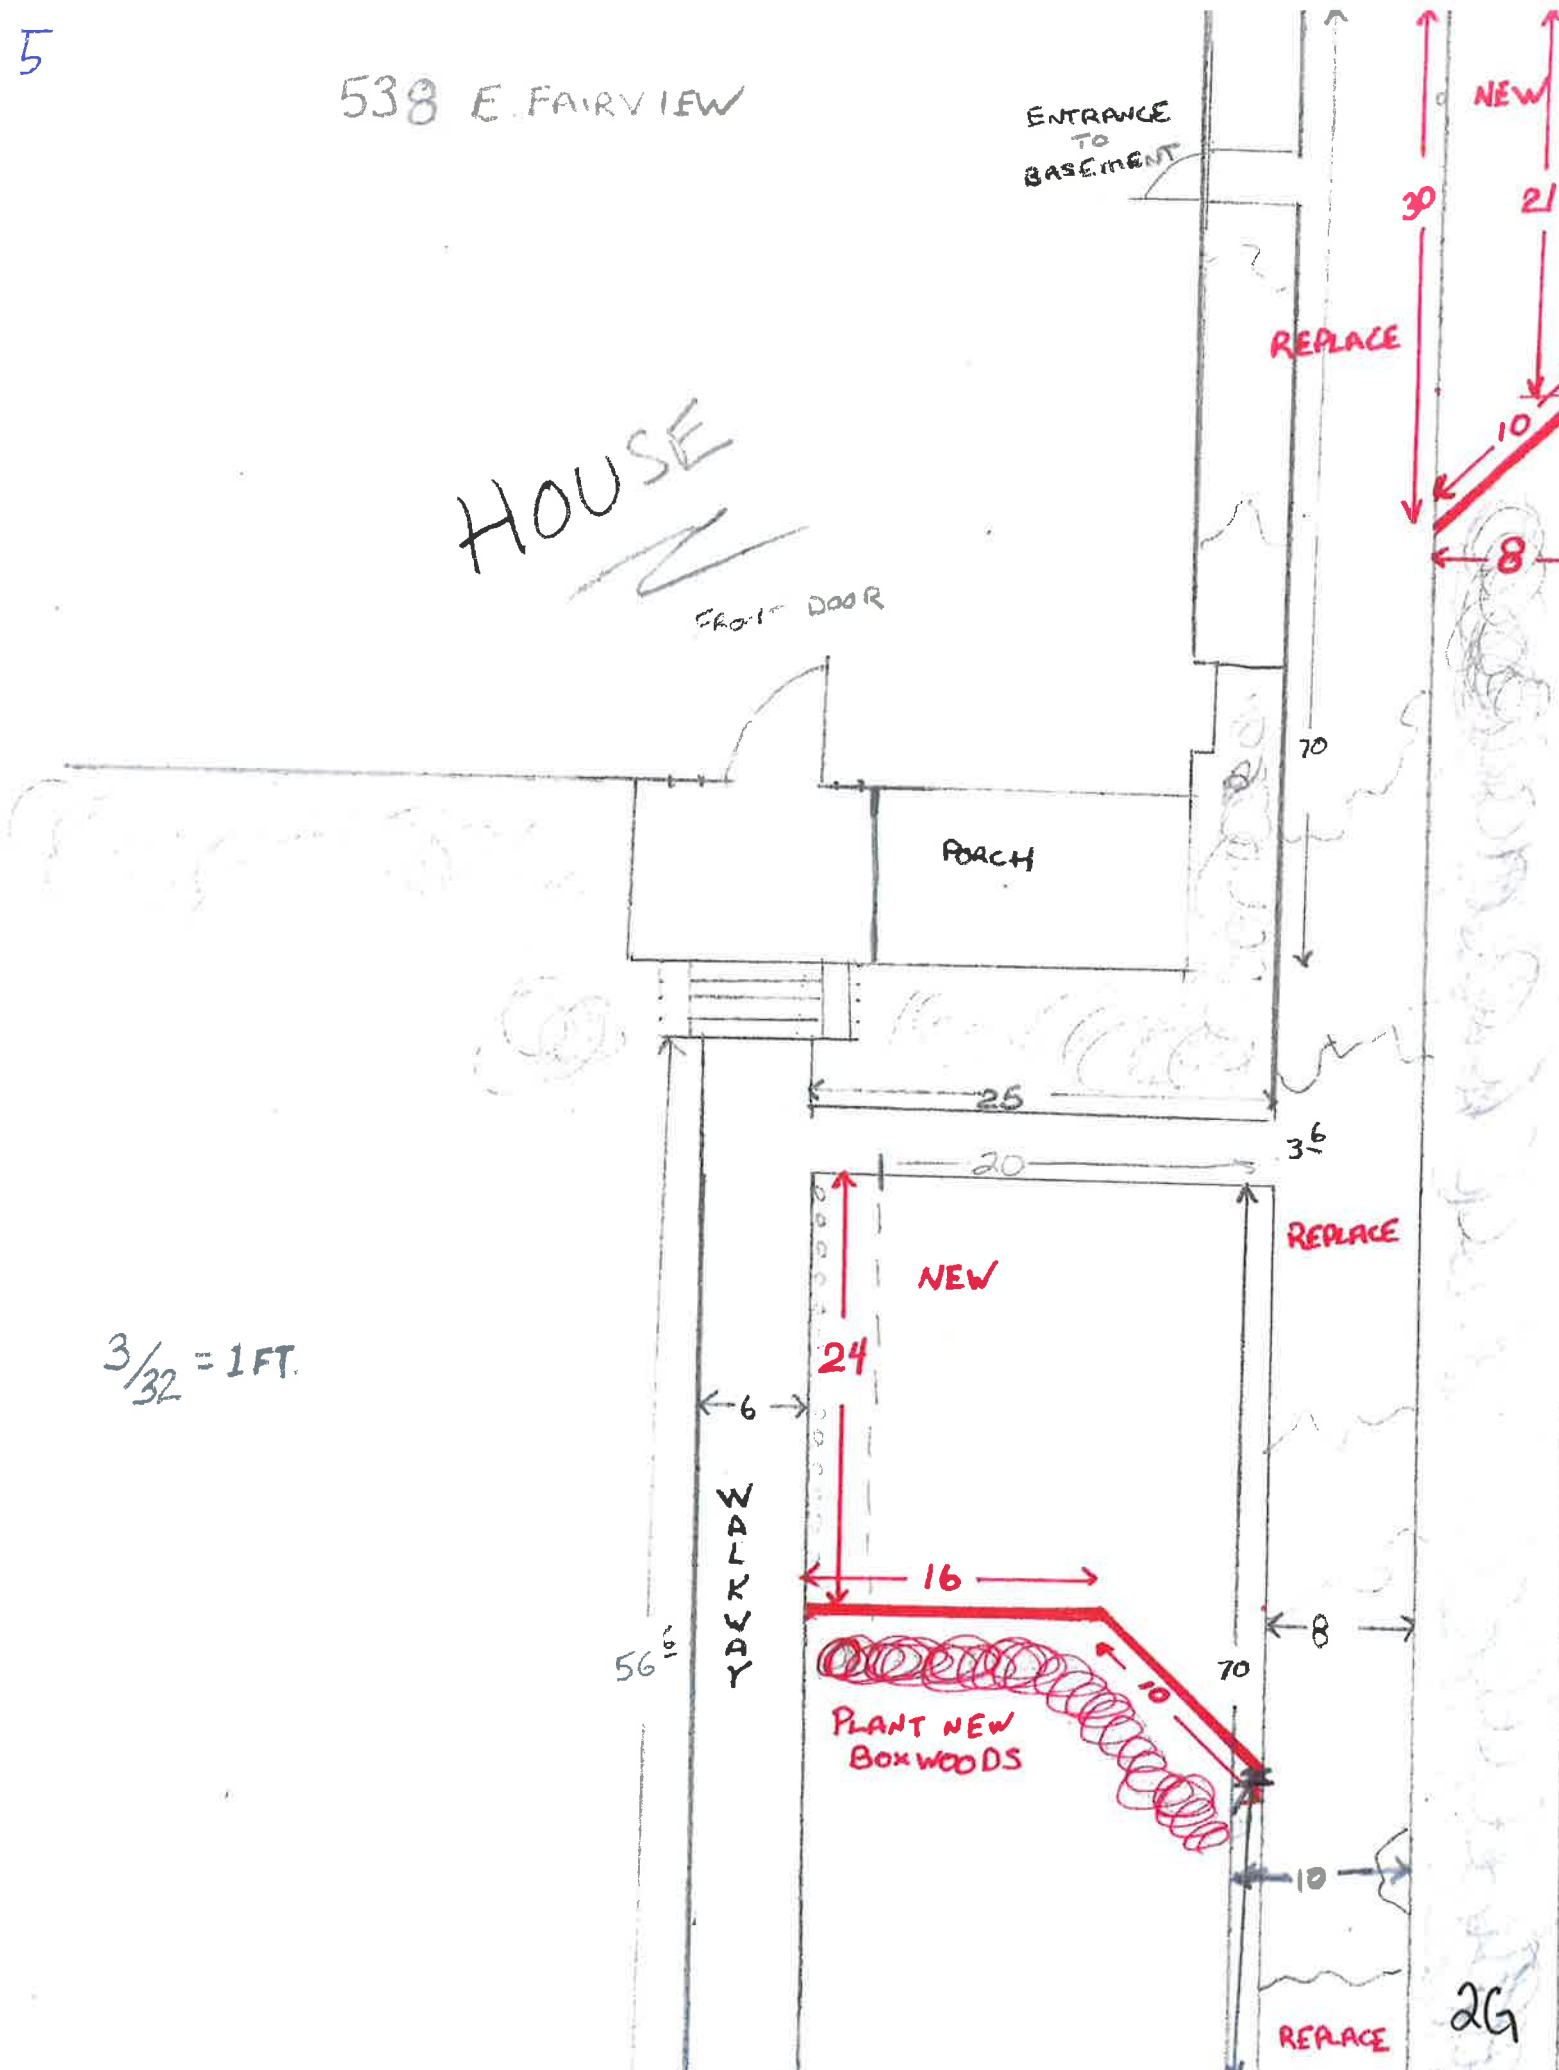 5
538 E. FAIRVIEW
ENTRANCE
TO
BASEMENT
NEW
30
21
REPLACE
10
8
HOUSE
FRONT DOOR
70
PORCH
25
3 6
20
REPLACE
NEW
24
3/32 = 1 FT.
6
WALKWAY
16
8
56 6
70
10
PLANT NEW
BOXWOODS
10
2G
REPLACE